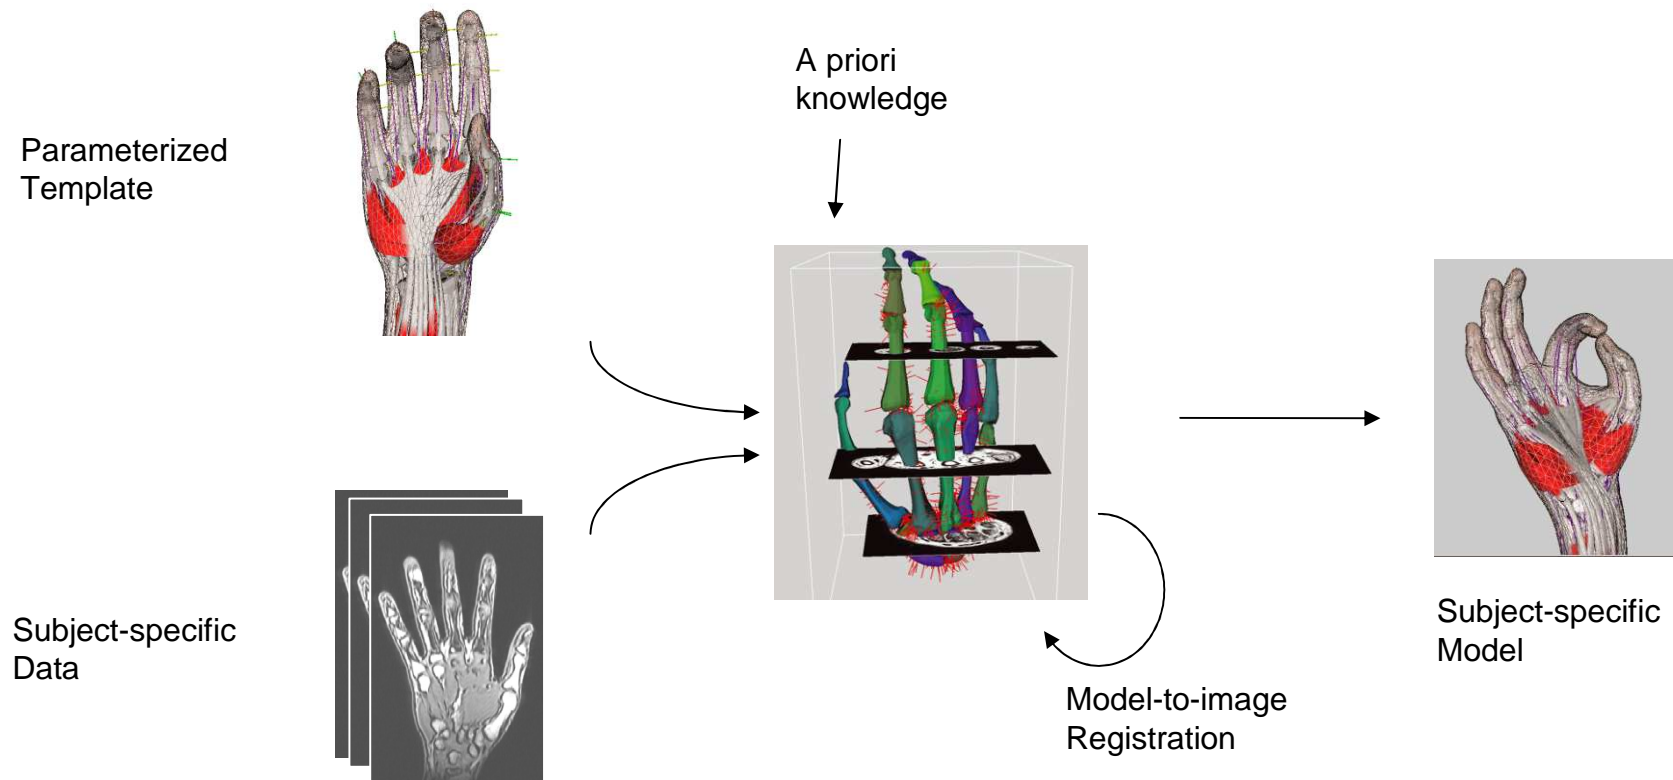 A priori
knowledge
Parameterized
Template
Subject-specific
Data
Model-to-image
Registration
Subject-specific
Model